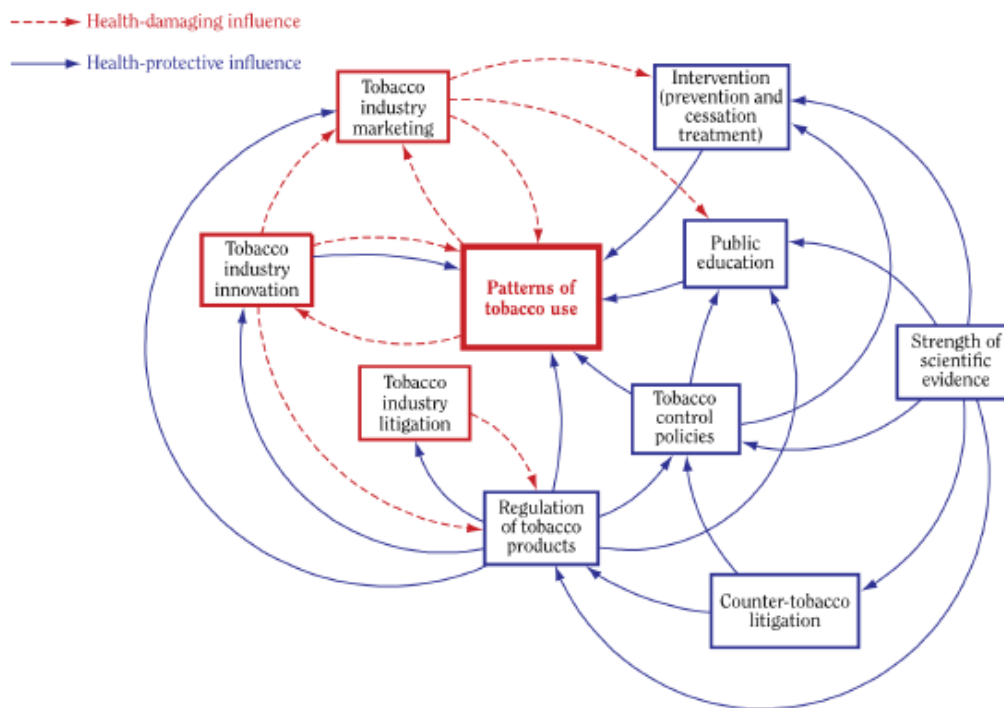 Health-damaging influence
Health-protective influence
Tobacco
industry
marketing
Intervention
(prevention and
cessation
treatment)
Tobacco
industry
innovation
Public
education
Patterns of
tobacco use
Strength of
scientific
evidence
Tobacco
industry
litigation
Tobacco
control
policies
Regulation
of tobacco
products
Counter-tobacco
litigation